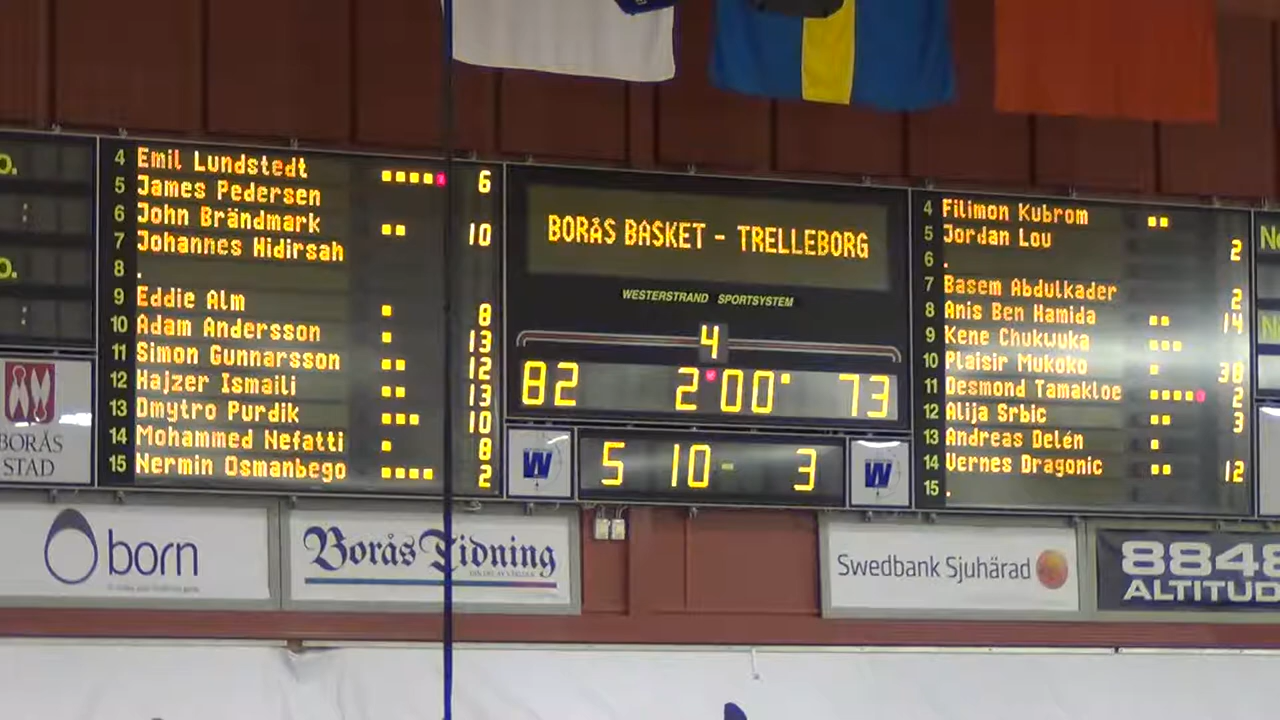 4 Emil Lundstedt 6
5 James Pedersen
6 John Brändmark 10
7 Johannes Hidirsah
8 .
9 Eddie Alm 8
10 Adam Andersson 13
11 Simon Gunnarsson 12
12 Hajzer Ismaili 13
13 Dmytro Purdik 10
14 Mohammed Nefatti 8
15 Nermin Osmanbego 2
BORÅS BASKET - TRELLEBORG
WESTERSTRAND SPORTSYSTEM
4
82 2:00 73
5 10- 3
W
W
4 Filimon Kubrom
5 Jordan Lou 2
6 .
7 Basem Abdulkader 2
8 Anis Ben Hamida 14
9 Kene Chukwuka
10 Plaisir Mukoko 38
11 Desmond Tamakloe 2
12 Alija Srbic 3
13 Andreas Delén
14 Vernes Dragonic 12
15 .
BORÅS
STAD
born
Borås Tidning
Swedbank Sjuhärad
8848
ALTITUD